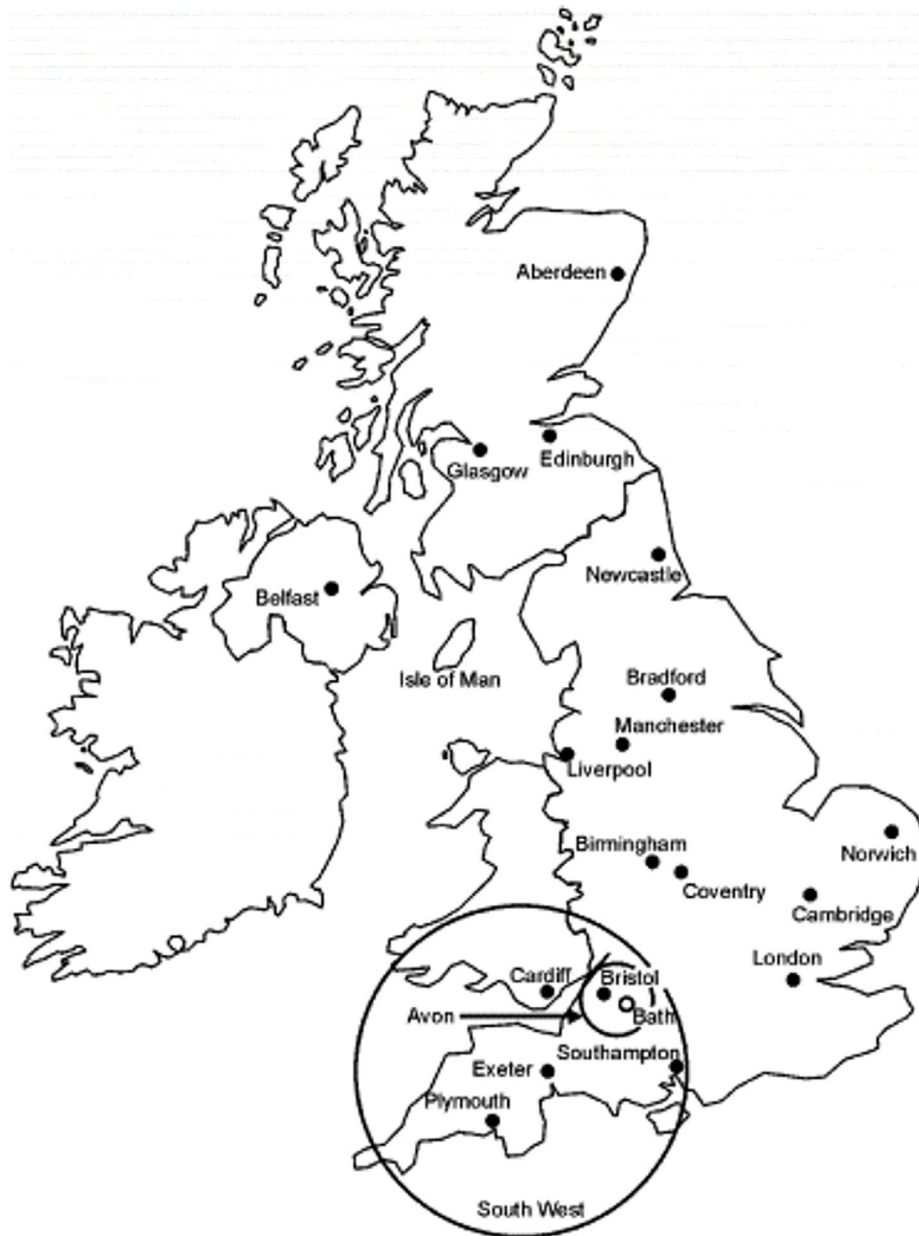 Aberdeen
Edinburgh
Glasgow
Newcastle
Belfast
Isle of Man
Bradford
Manchester
Liverpool
Norwich
Birmingham
Coventry
Cambridge
London
Cardiff
Bristol
Avon
Bath
Southampton
Exeter
Plymouth
South West